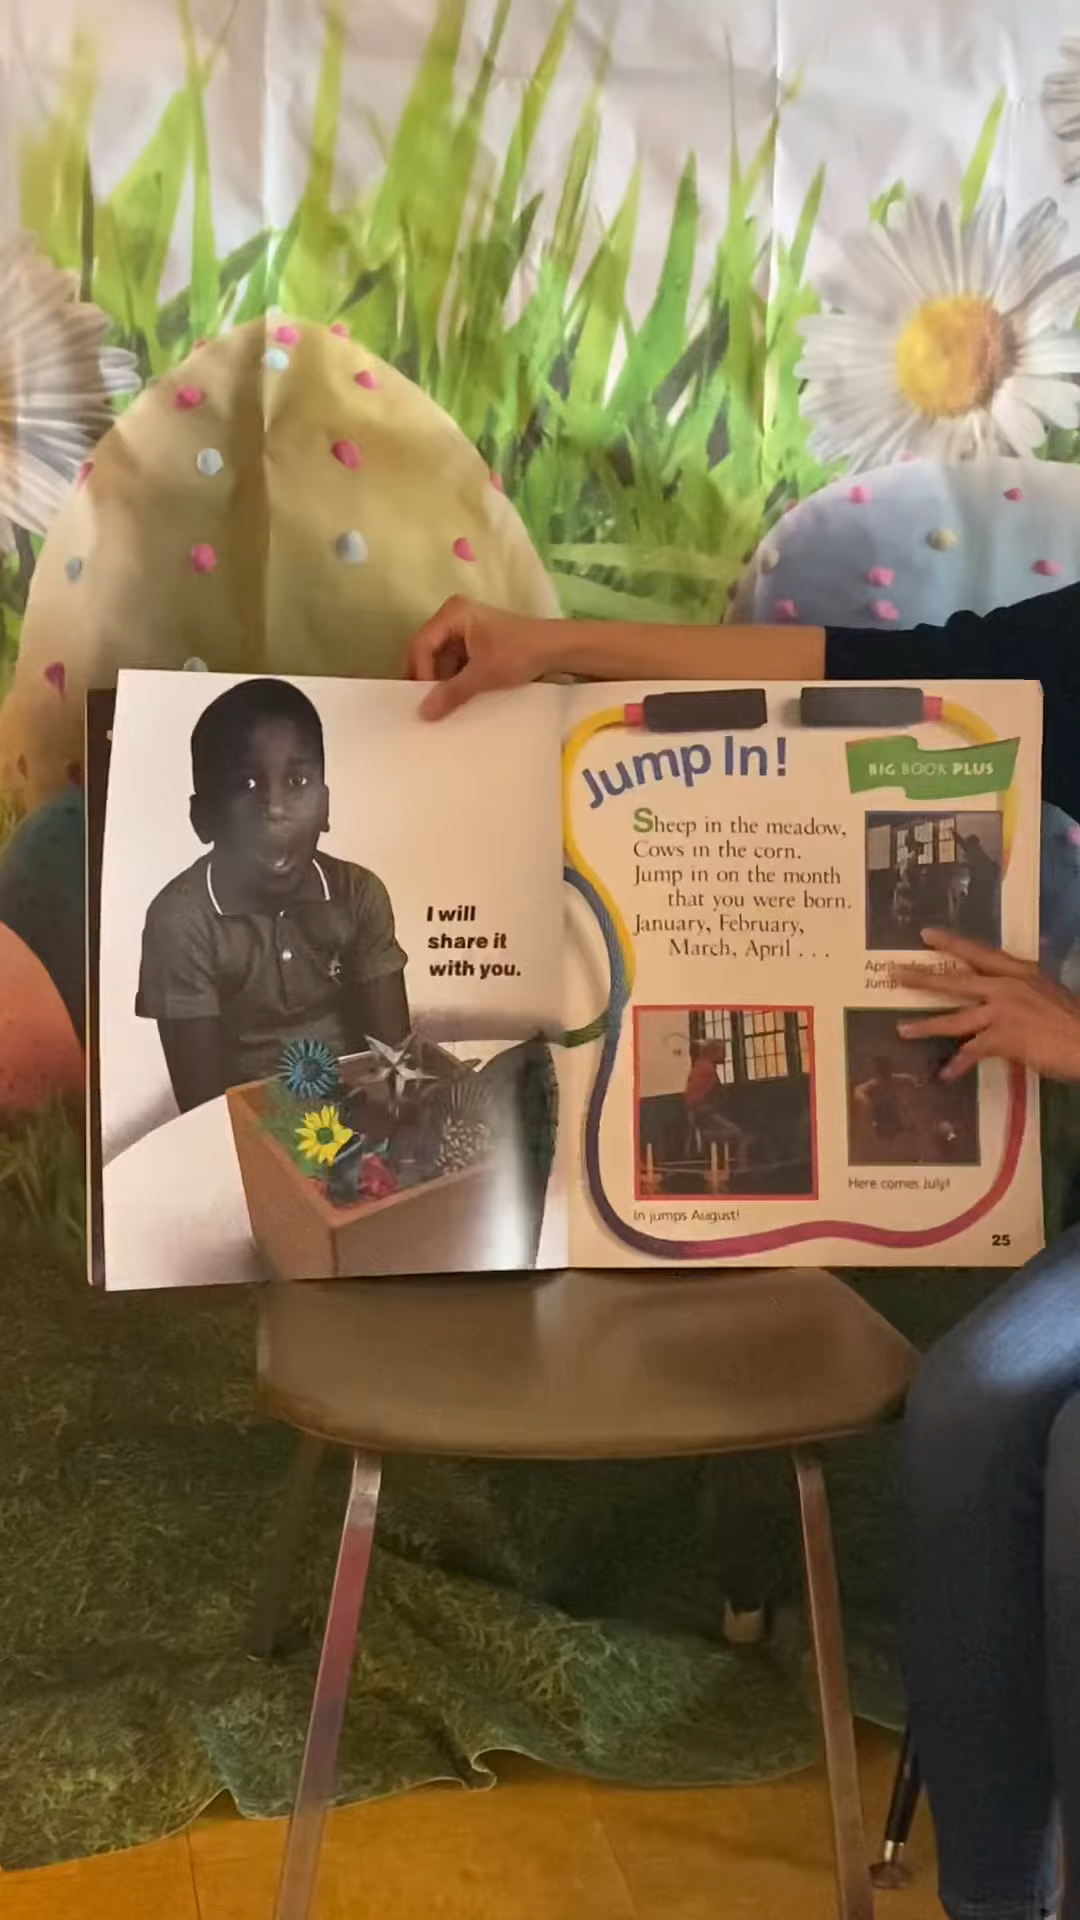 I will
share it
with you.
Jump In!
BIG BOOK PLUS
Sheep in the meadow,
Cows in the corn.
Jump in on the month
that you were born.
January, February,
March, April . . .
Jump
In jumps August!
Here comes July!
25